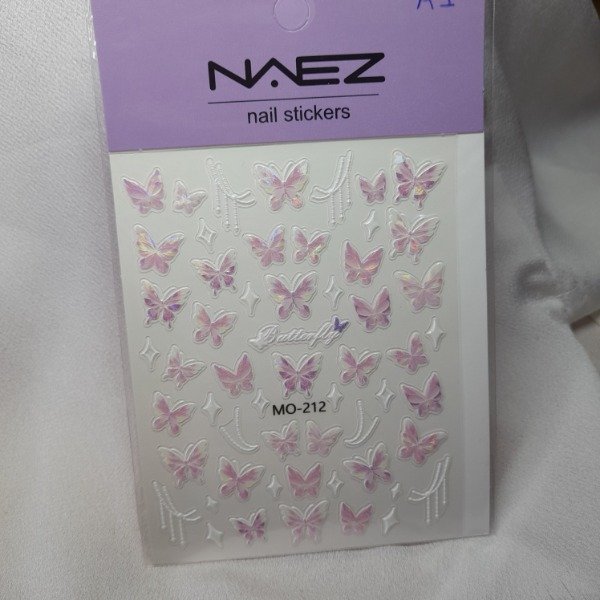 A1
NAEZ
nail stickers
Butterfly
MO-212